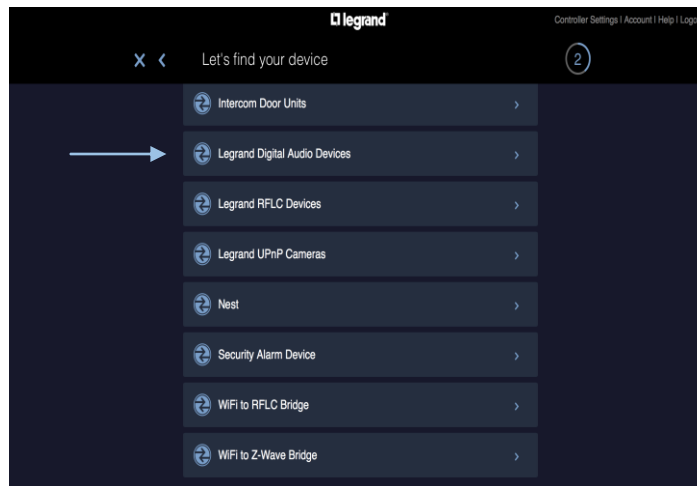 legrand
Controller Settings I Account I Help I Logo
Let's find your device
2
Intercom Door Units
Legrand Digital Audio Devices
Legrand RFLC Devices
Legrand UPnP Cameras
Nest
Security Alarm Device
WiFi to RFLC Bridge
WiFi to Z-Wave Bridge